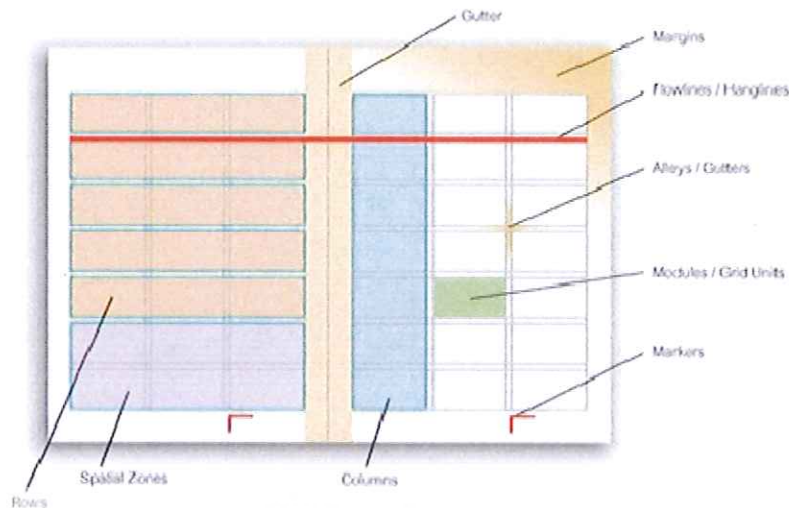 Gutter
Margins
Flowlines / Hanglines
Alleys / Gutters
Modules / Grid Units
Markers
Spatial Zones
Columns
Rows